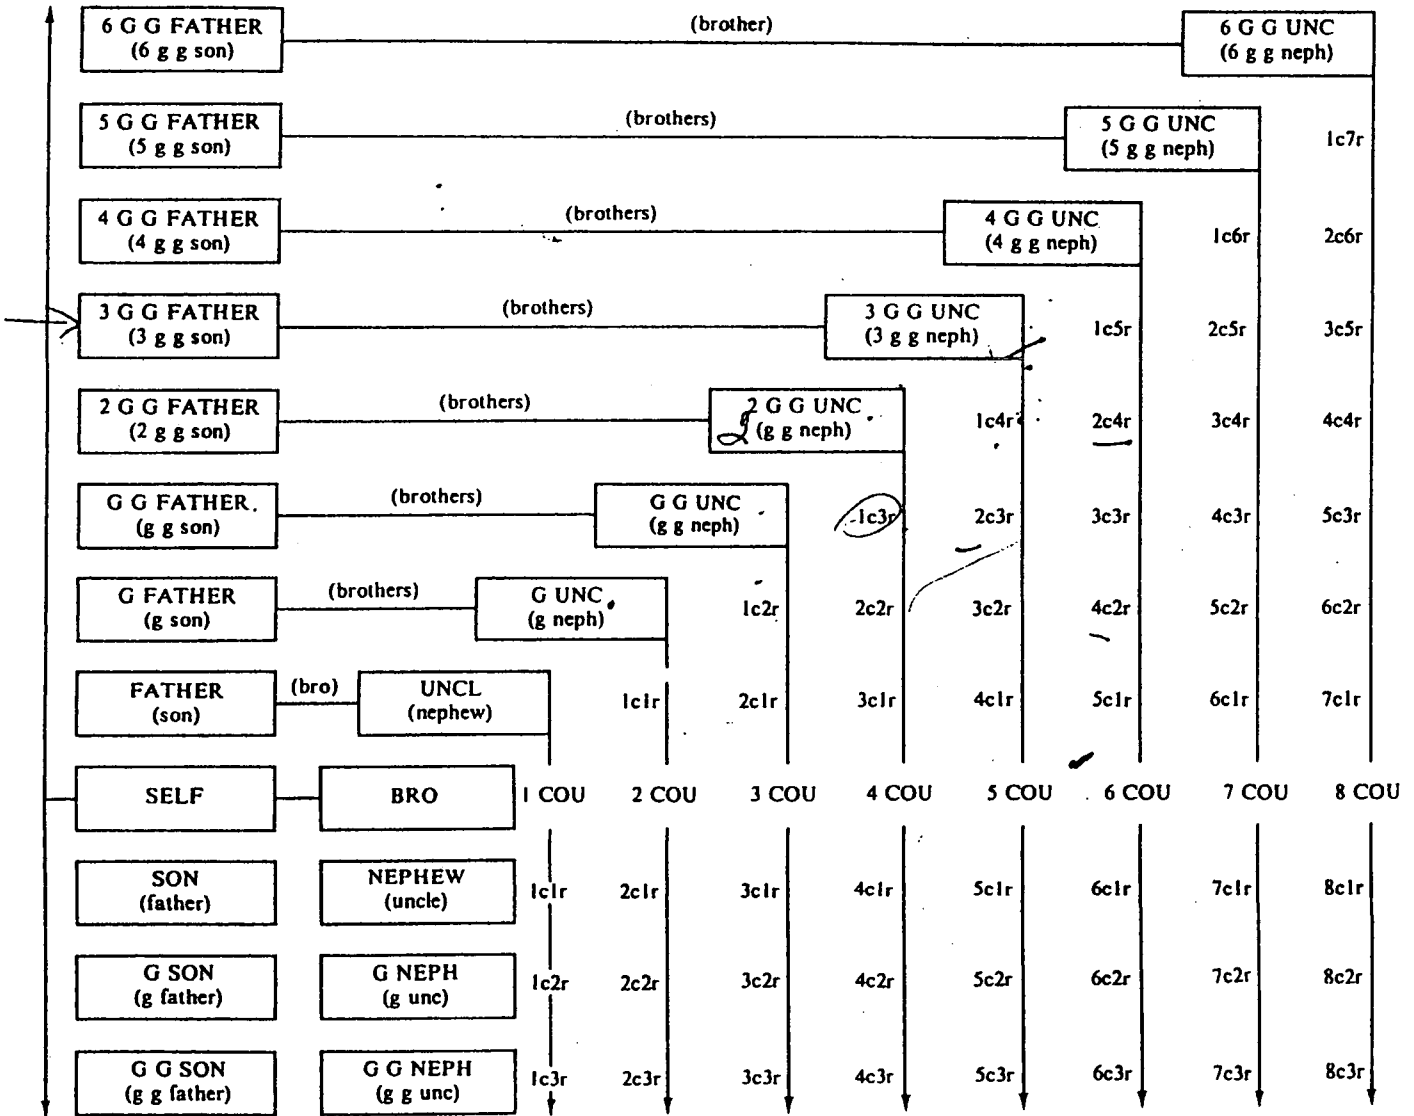 6 G G FATHER (brother) 6 G G UNC
(6 g g son) (6 g g neph)
5 G G FATHER (brothers) 5 G G UNC
(5 g g son) (5 g g neph) 1c7r
4 G G FATHER (brothers) 4 G G UNC
(4 g g son) (4 g g neph) 1c6r 2c6r
3 G G FATHER (brothers) 3 G G UNC
(3 g g son) (3 g g neph) 1c5r 2c5r 3c5r
2 G G FATHER (brothers) 2 G G UNC 1c4r 2c4r 3c4r 4c4r
(2 g g son) 2 (g g neph)
G G FATHER (brothers) G G UNC
(g g son) (g g neph) 1c3r 2c3r 3c3r 4c3r 5c3r
G FATHER (brothers) G UNC
(g son) (g neph) 1c2r 2c2r 3c2r 4c2r 5c2r 6c2r
FATHER (bro) UNCL
(son) (nephew) 1c1r 2c1r 3c1r 4c1r 5c1r 6c1r 7c1r
SELF BRO 1 COU 2 COU 3 COU 4 COU 5 COU 6 COU 7 COU 8 COU
SON NEPHEW
(father) (uncle) 1c1r 2c1r 3c1r 4c1r 5c1r 6c1r 7c1r 8c1r
G SON G NEPH
(g father) (g unc) 1c2r 2c2r 3c2r 4c2r 5c2r 6c2r 7c2r 8c2r
G G SON G G NEPH
(g g father) (g g unc) 1c3r 2c3r 3c3r 4c3r 5c3r 6c3r 7c3r 8c3r